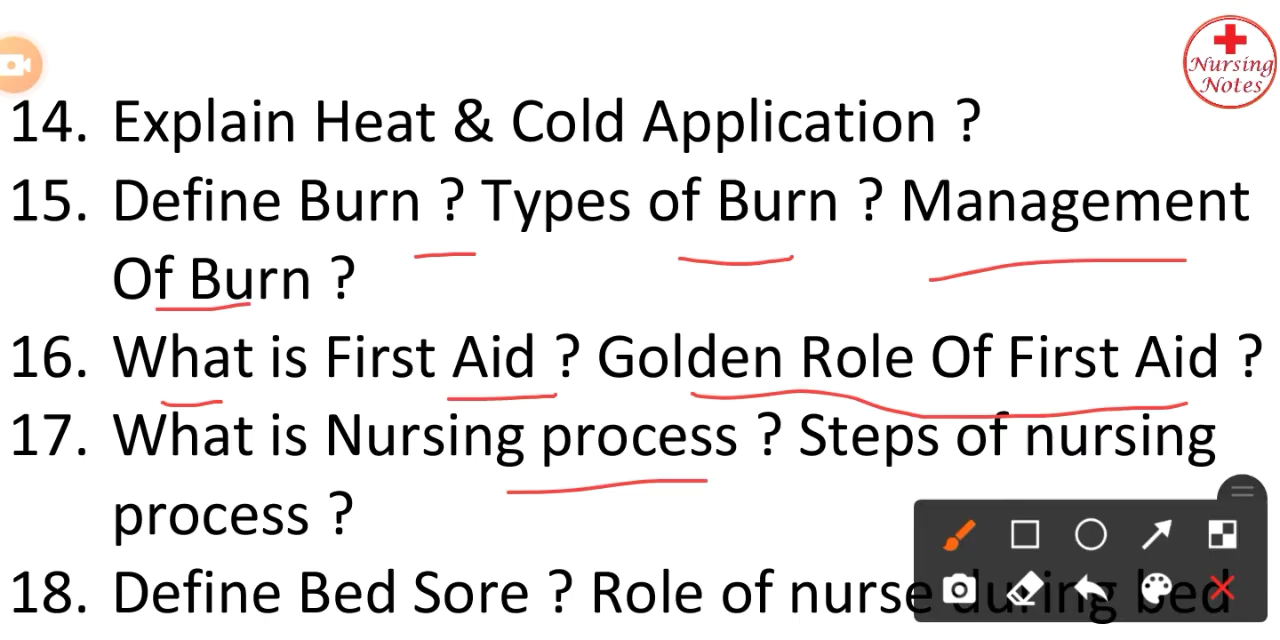 Nursing
Notes
14. Explain Heat & Cold Application ?
15. Define Burn ? Types of Burn ? Management
Of Burn ?
16. What is First Aid ? Golden Role Of First Aid ?
17. What is Nursing process ? Steps of nursing
process ?
18. Define Bed Sore ? Role of nurse during bed